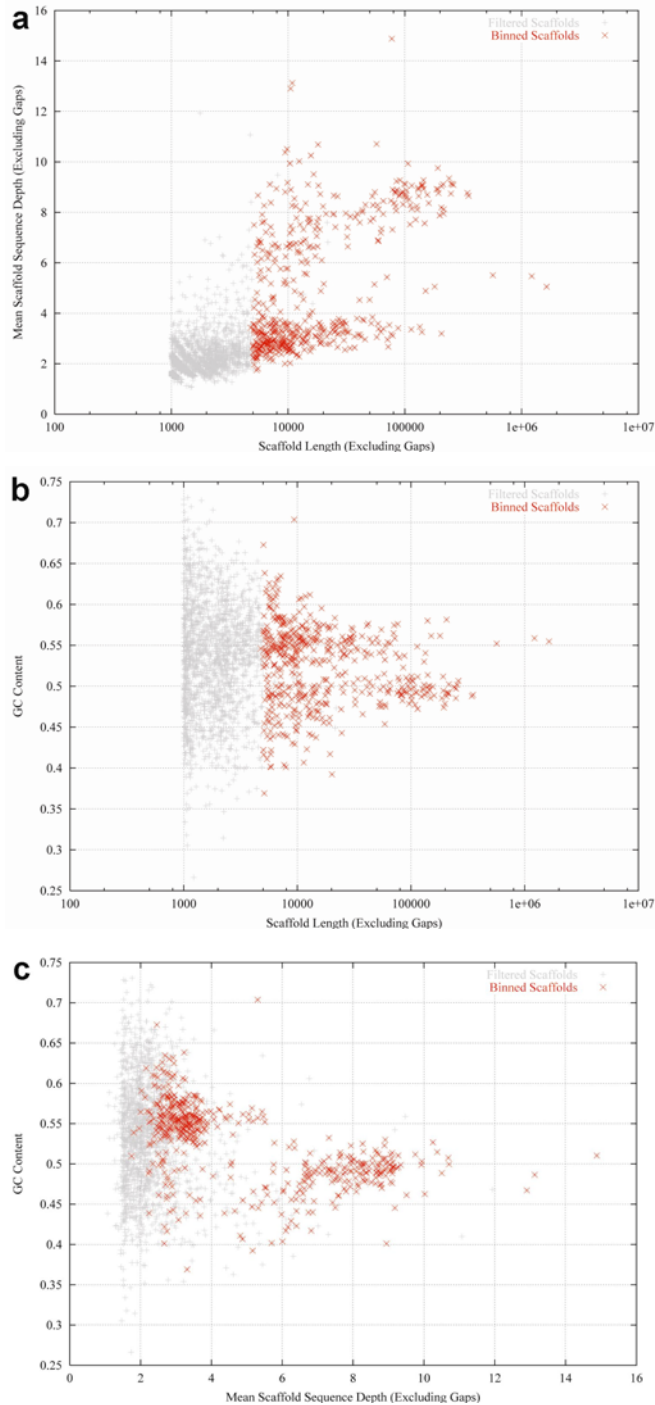 a
16
14
12
10
8
6
4
2
0
Mean Scaffold Sequence Depth (Excluding Gaps)
Filtered Scaffolds
Binned Scaffolds
100 1000 10000 100000 1e+06 1e+07
Scaffold Length (Excluding Gaps)
b
0.75
0.7
0.65
0.6
0.55
0.5
0.45
0.4
0.35
0.3
0.25
GC Content
Filtered Scaffolds
Binned Scaffolds
100 1000 10000 100000 1e+06 1e+07
Scaffold Length (Excluding Gaps)
c
0.75
0.7
0.65
0.6
0.55
0.5
0.45
0.4
0.35
0.3
0.25
GC Content
Filtered Scaffolds
Binned Scaffolds
0 2 4 6 8 10 12 14 16
Mean Scaffold Sequence Depth (Excluding Gaps)